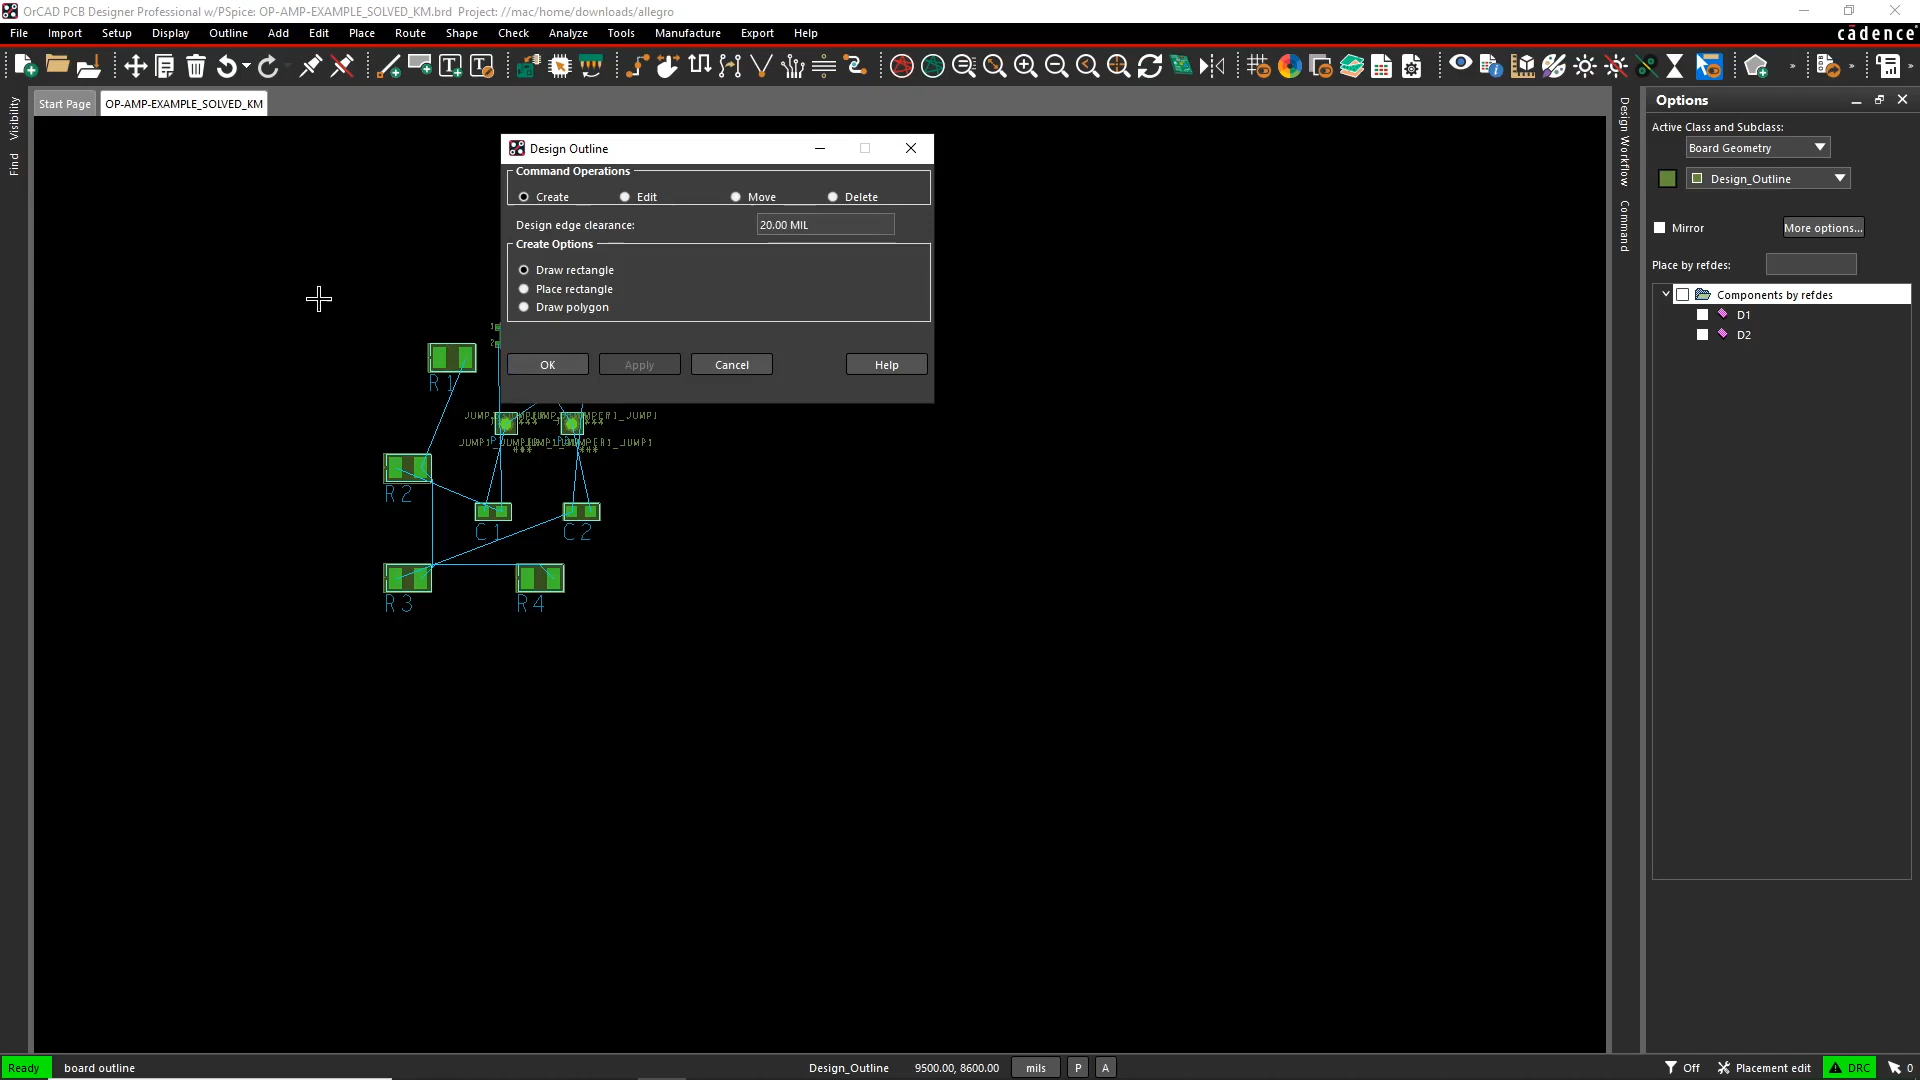 OrCAD PCB Designer Professional w/PSpice: OP-AMP-EXAMPLE_SOLVED_KM.brd  Project: //mac/home/downloads/allegro
File Import Setup Display Outline Add Edit Place Route Shape Check Analyze Tools Manufacture Export Help
cādence
Start Page OP-AMP-EXAMPLE_SOLVED_KM
Visibility
Find
Design Outline
Command Operations
Create Edit Move Delete
Design edge clearance: 20.00 MIL
Create Options
Draw rectangle
Place rectangle
Draw polygon
OK Apply Cancel Help
1
2
R1
R2
C1 C2
R3 R4
Design Workflow
Command
Options
Active Class and Subclass:
Board Geometry
Design_Outline
Mirror More options...
Place by refdes:
Components by refdes
D1
D2
Ready board outline Design_Outline 9500.00, 8600.00 mils P A Off Placement edit DRC 0